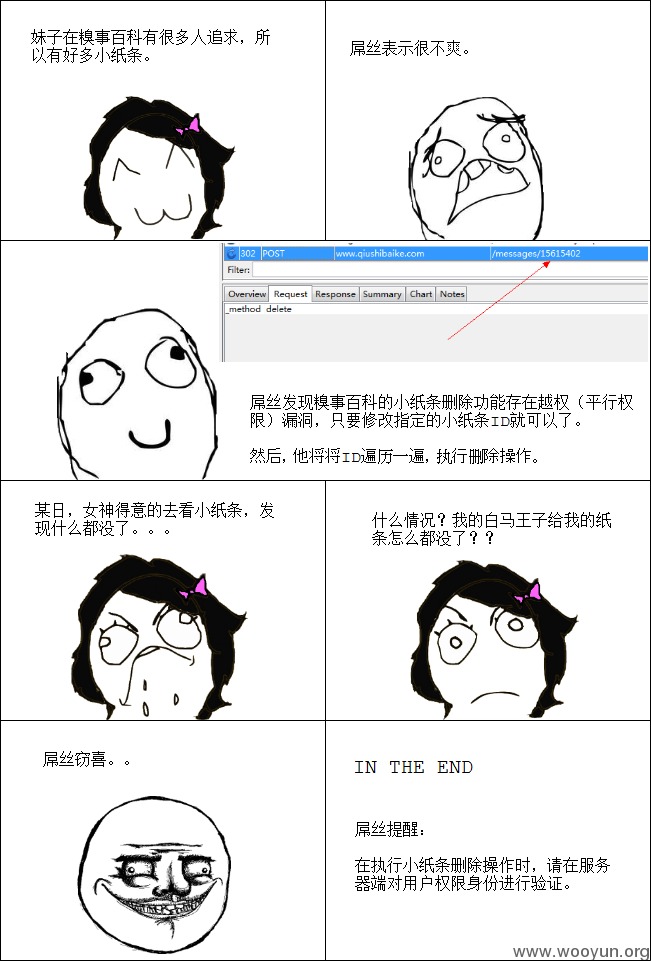 妹子在糗事百科有很多人追求，所
以有好多小纸条。
屌丝表示很不爽。
302 POST www.qiushibaike.com /messages/15615402
Filter:
Overview Request Response Summary Chart Notes
_method delete
屌丝发现糗事百科的小纸条删除功能存在越权（平行权
限）漏洞，只要修改指定的小纸条ID就可以了。
然后，他将将ID遍历一遍，执行删除操作。
某日，女神得意的去看小纸条，发
现什么都没了。。。
什么情况？我的白马王子给我的纸
条怎么都没了？？
屌丝窃喜。。
IN THE END
屌丝提醒：
在执行小纸条删除操作时，请在服务
器端对用户权限身份进行验证。
www.wooyun.org